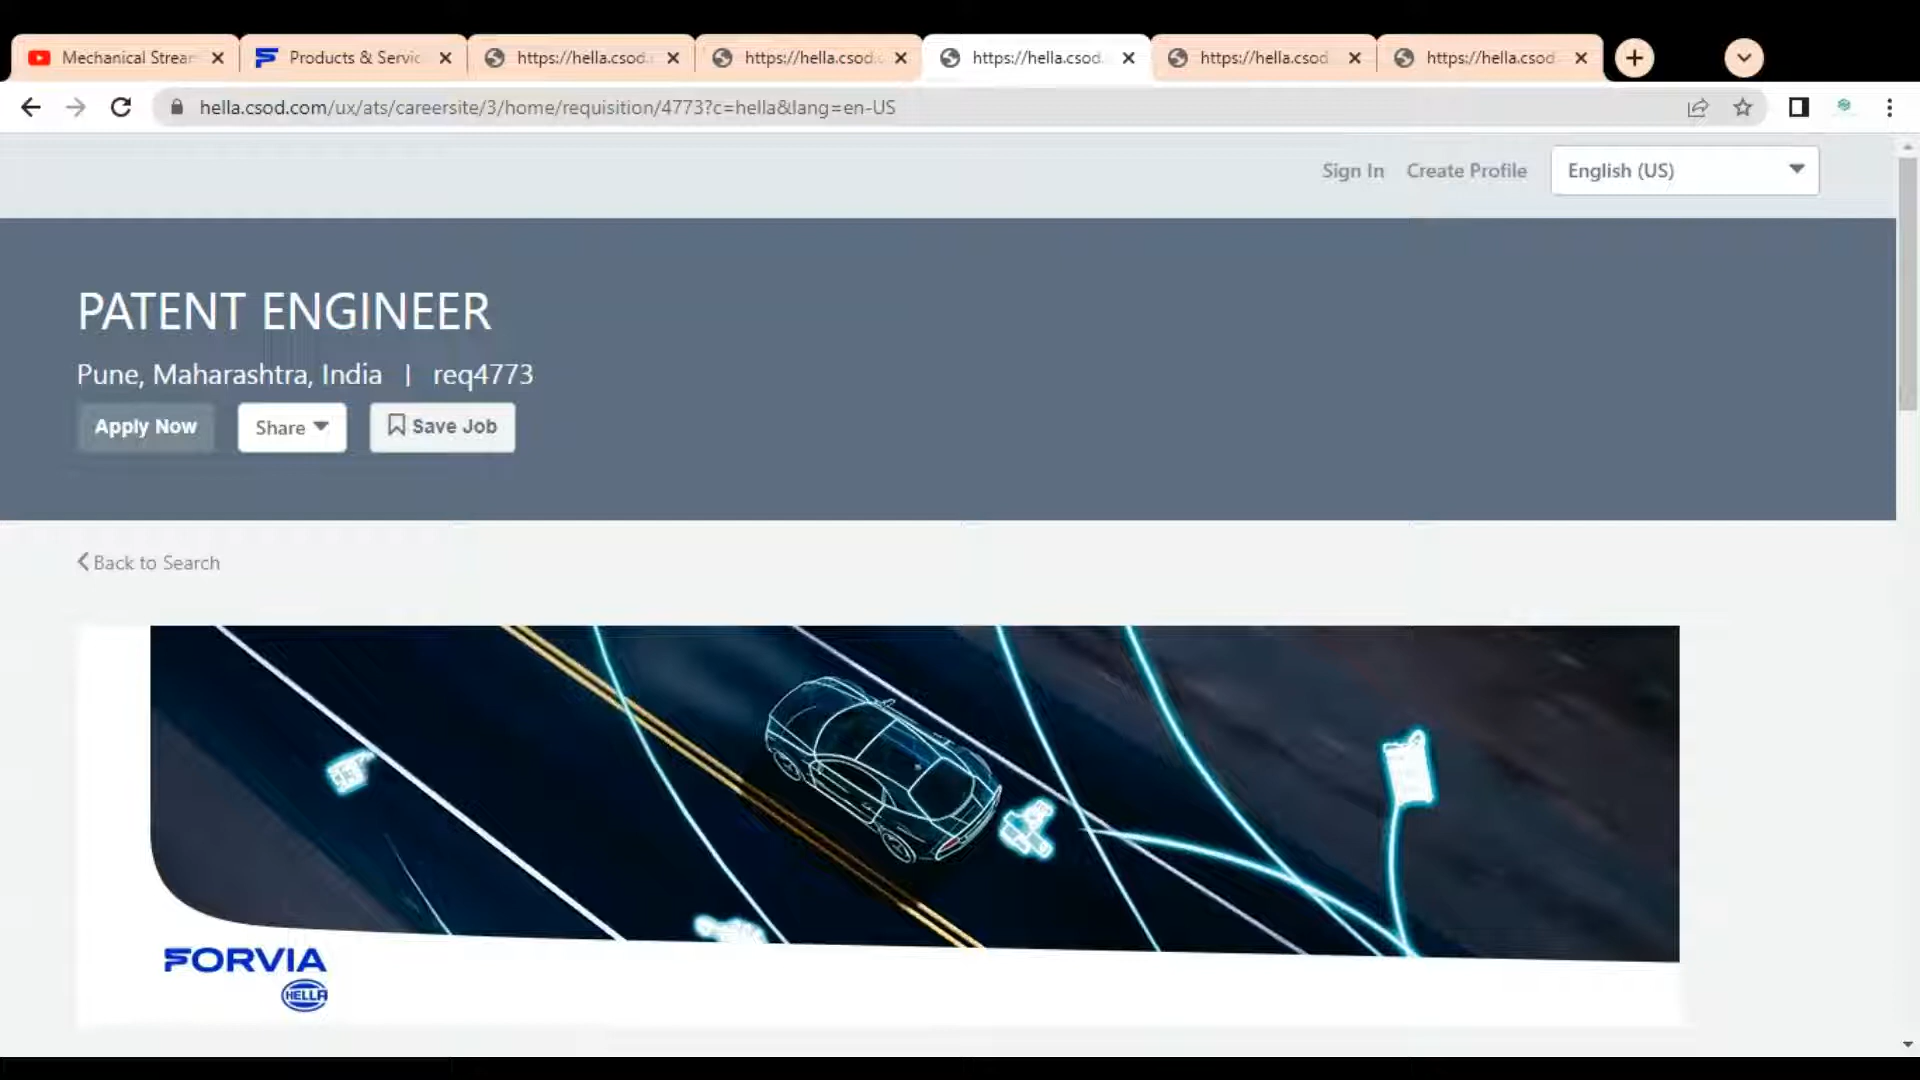 Mechanical Strea
Products & Servic
https://hella.csod.
https://hella.csod.c
https://hella.csod.
https://hella.csod
https://hella.csod
hella.csod.com/ux/ats/careersite/3/home/requisition/4773?c=hella&lang=en-US
Sign In
Create Profile
English (US)
PATENT ENGINEER
Pune, Maharashtra, India | req4773
Apply Now
Share
Save Job
Back to Search
FORVIA
HELLA